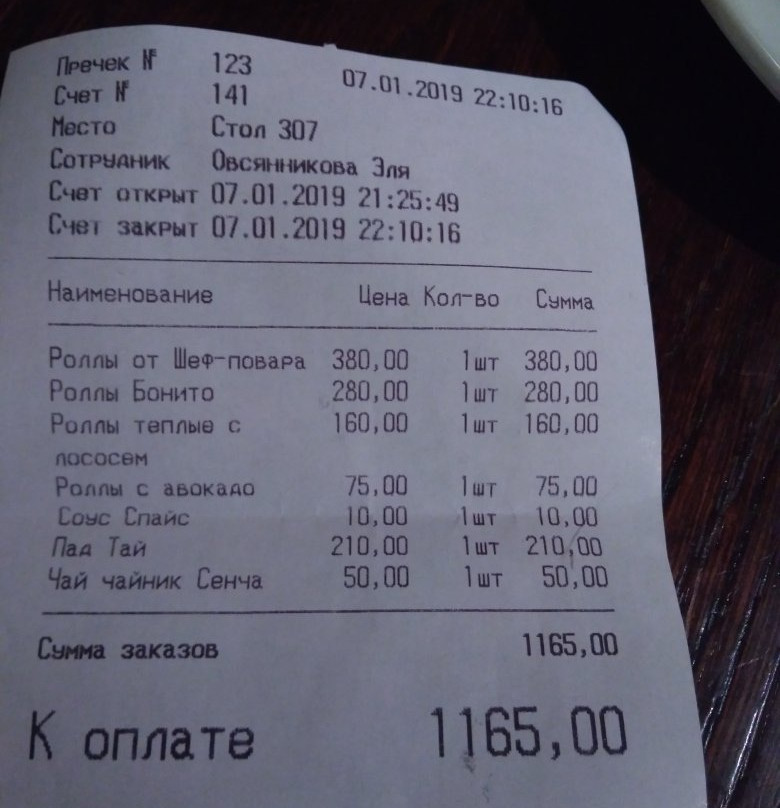 Пречек № 123 07.01.2019 22:10:16
Счет № 141
Место Стол 307
Сотрудник Овсянникова Эля
Счет открыт 07.01.2019 21:25:49
Счет закрыт 07.01.2019 22:10:16
Наименование Цена Кол-во Сумма
Роллы от Шеф-повара 380,00 1шт 380,00
Роллы Бонито 280,00 1шт 280,00
Роллы теплые с 160,00 1шт 160,00
лососем
Роллы с авокадо 75,00 1шт 75,00
Соус Спайс 10,00 1шт 10,00
Пад Тай 210,00 1шт 210,00
Чай чайник Сенча 50,00 1шт 50,00
Сумма заказов 1165,00
К оплате 1165,00